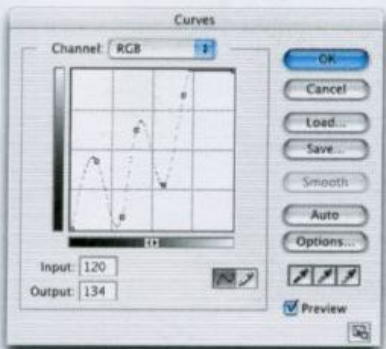 Curves
Channel: RGB
OK
Cancel
Load...
Save...
Smooth
Auto
Options...
Input: 120
Output: 134
Preview